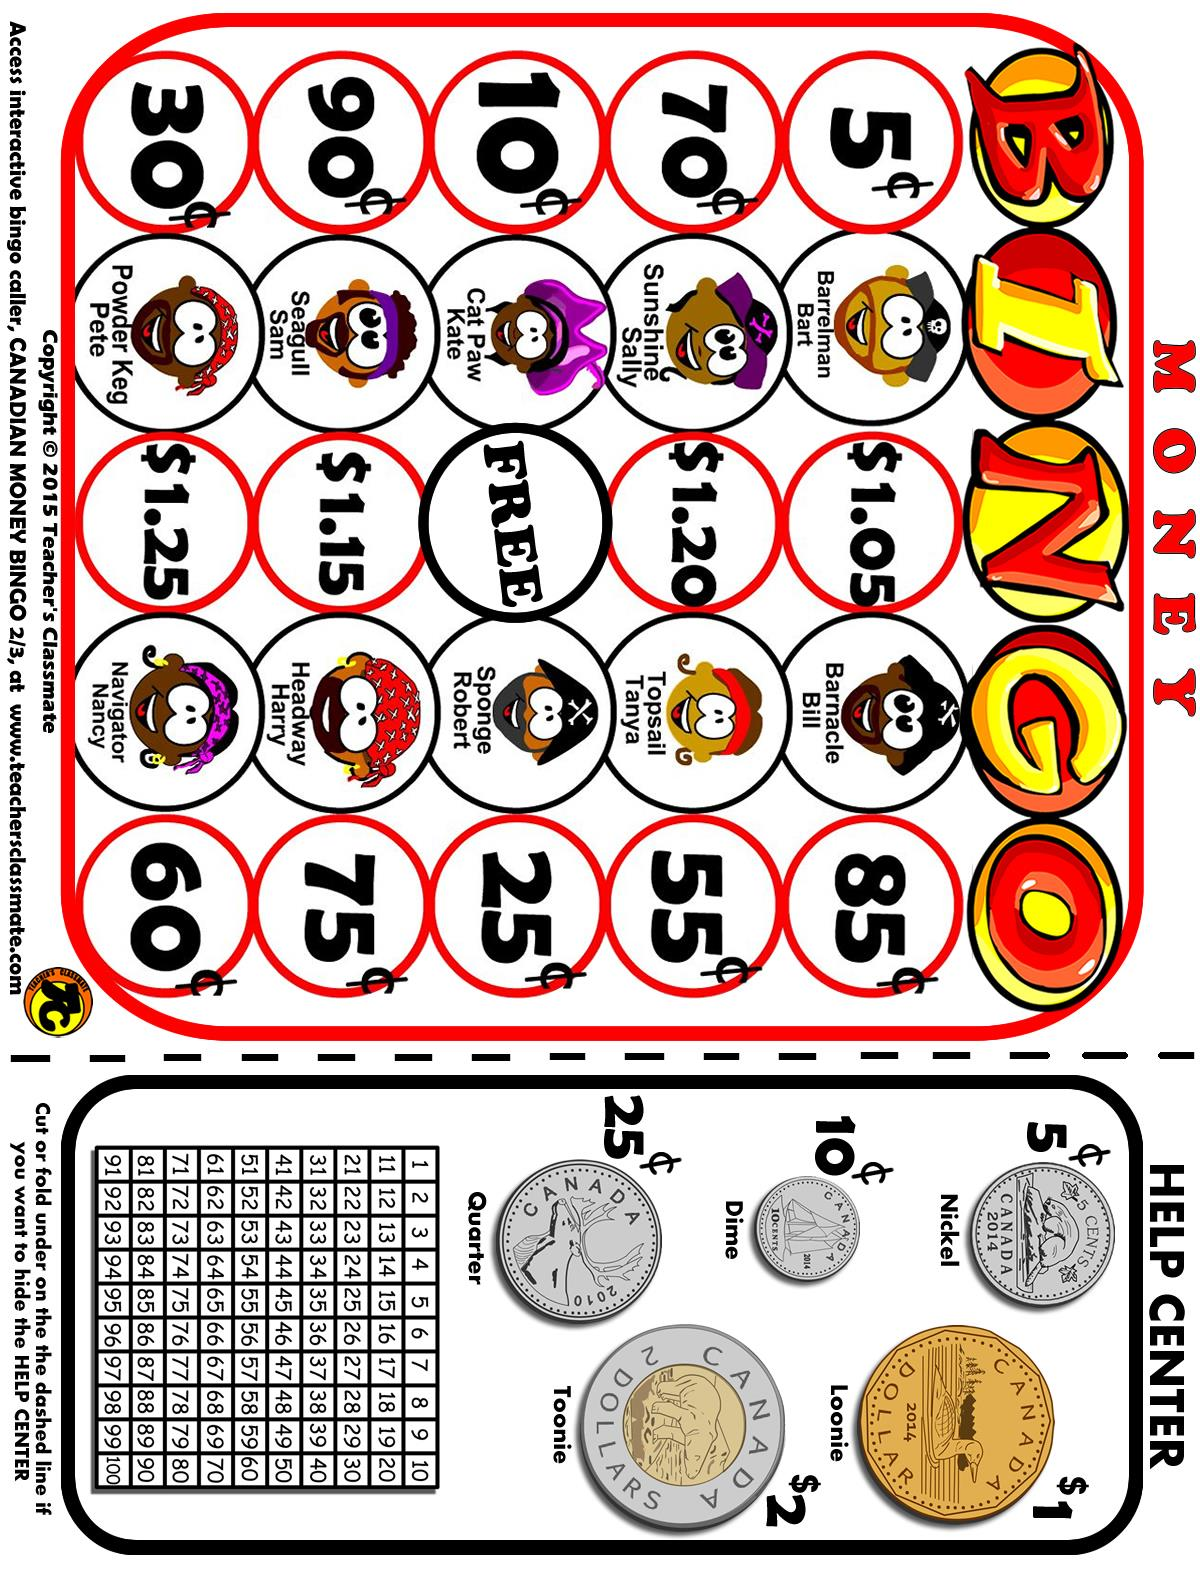 MONEY
BINGO
5¢ Barrelman Bart $1.05 Barnacle Bill 85¢
70¢ Sunshine Sally $1.20 Topsail Tanya 55¢
10¢ Cat Paw Kate FREE Sponge Robert 25¢
90¢ Seagull Sam $1.15 Headway Harry 75¢
30¢ Powder Keg Pete $1.25 Navigator Nancy 60¢
Copyright © 2015 Teacher's Classmate
Access interactive bingo caller, CANADIAN MONEY BINGO 2/3, at www.teachersclassmate.com
TEACHER'S CLASSMATE
TC
HELP CENTER
5¢
5 CENTS
CANADA
2014
Nickel
$1
CANADA
2014
DOLLAR
Loonie
10¢
CANADA
10 CENTS
2014
Dime
$2
CANADA
2 DOLLARS
Toonie
25¢
CANADA
2010
Quarter
1 2 3 4 5 6 7 8 9 10
11 12 13 14 15 16 17 18 19 20
21 22 23 24 25 26 27 28 29 30
31 32 33 34 35 36 37 38 39 40
41 42 43 44 45 46 47 48 49 50
51 52 53 54 55 56 57 58 59 60
61 62 63 64 65 66 67 68 69 70
71 72 73 74 75 76 77 78 79 80
81 82 83 84 85 86 87 88 89 90
91 92 93 94 95 96 97 98 99 100
Cut or fold under on the the dashed line if
you want to hide the HELP CENTER